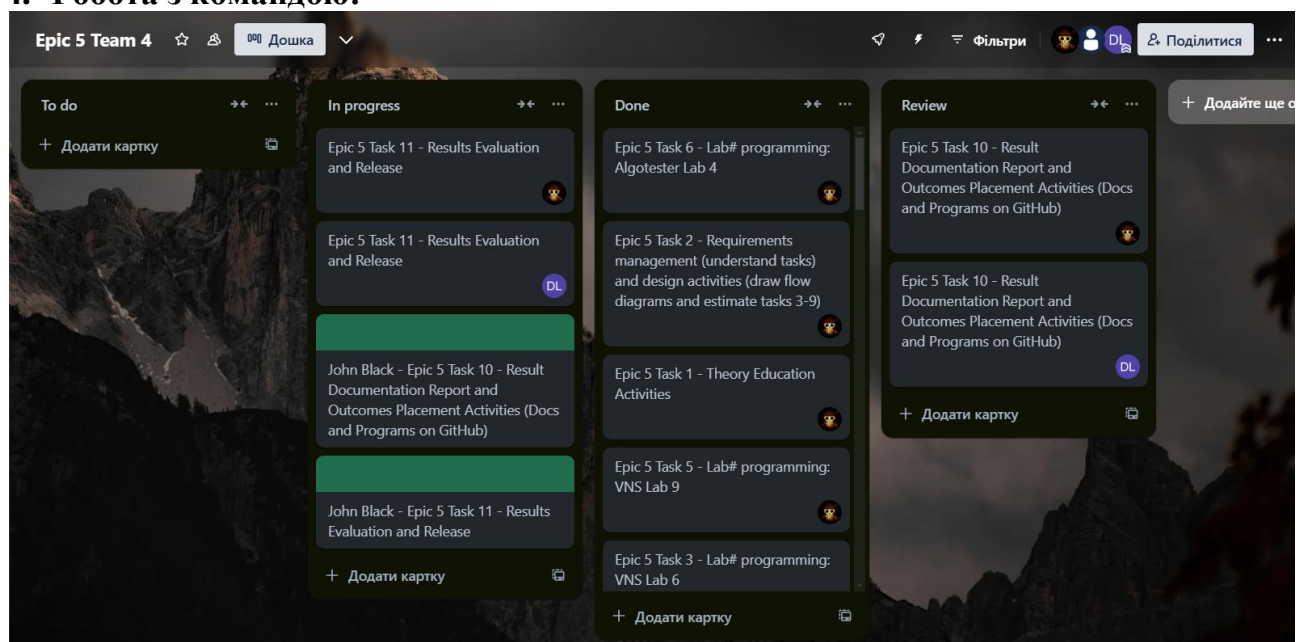 4. Робота з командою:
Epic 5 Team 4
Дошка
Фільтри
DL
Поділитися
To do
Додати картку
In progress
Epic 5 Task 11 - Results Evaluation
and Release
Epic 5 Task 11 - Results Evaluation
and Release
DL
John Black - Epic 5 Task 10 - Result
Documentation Report and
Outcomes Placement Activities (Docs
and Programs on GitHub)
John Black - Epic 5 Task 11 - Results
Evaluation and Release
Додати картку
Done
Epic 5 Task 6 - Lab# programming:
Algotester Lab 4
Epic 5 Task 2 - Requirements
management (understand tasks)
and design activities (draw flow
diagrams and estimate tasks 3-9)
Epic 5 Task 1 - Theory Education
Activities
Epic 5 Task 5 - Lab# programming:
VNS Lab 9
Epic 5 Task 3 - Lab# programming:
VNS Lab 6
Додати картку
Review
Epic 5 Task 10 - Result
Documentation Report and
Outcomes Placement Activities (Docs
and Programs on GitHub)
Epic 5 Task 10 - Result
Documentation Report and
Outcomes Placement Activities (Docs
and Programs on GitHub)
DL
Додати картку
Додайте ще о